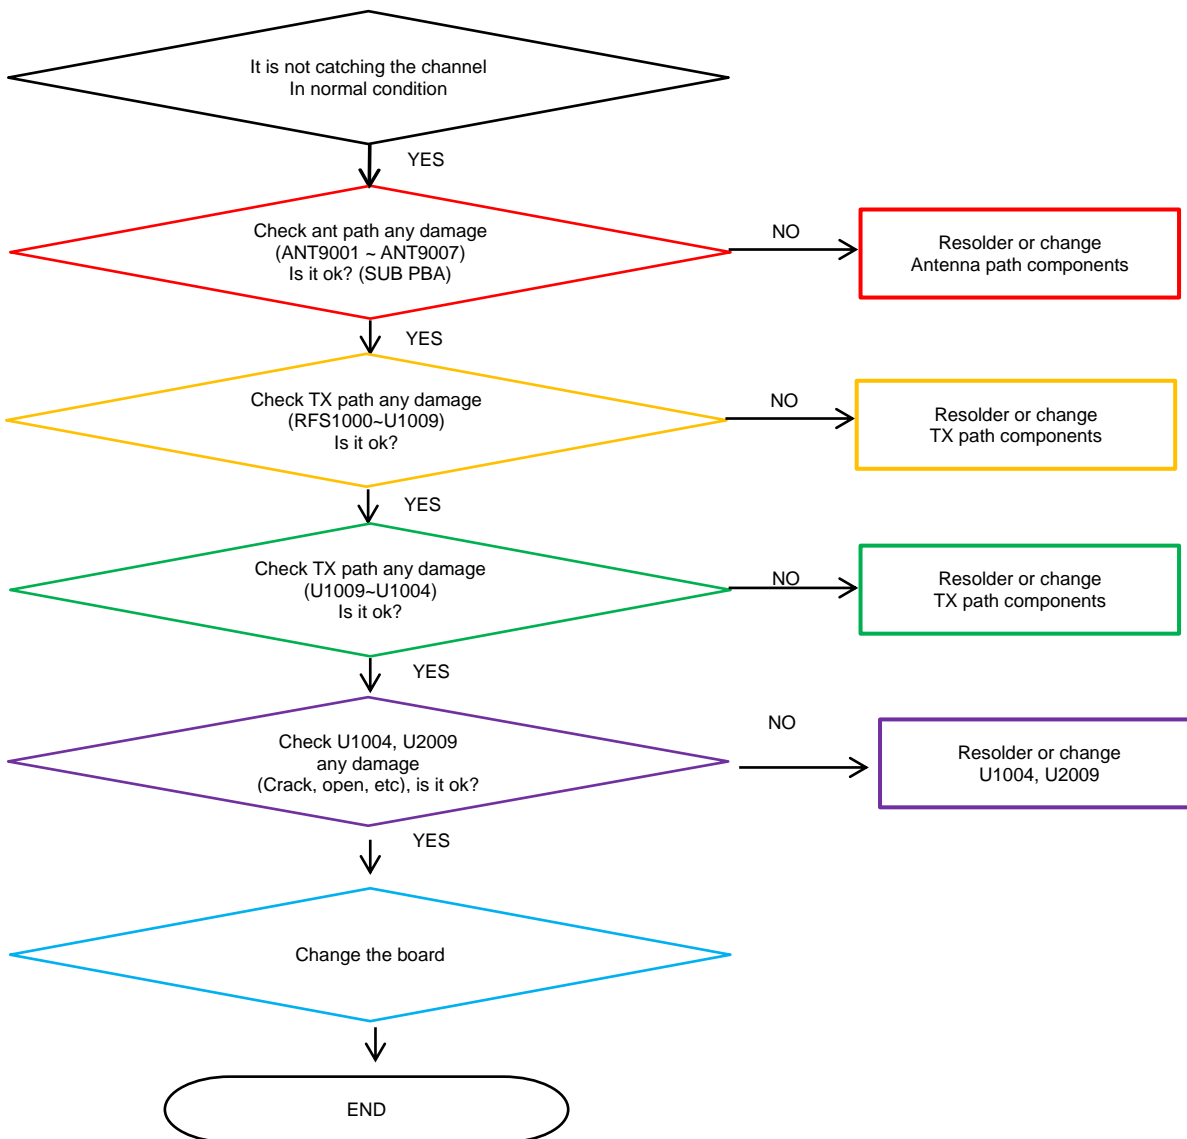 It is not catching the channel
In normal condition
YES
Check ant path any damage
(ANT9001 ~ ANT9007)
Is it ok? (SUB PBA)
NO
Resolder or change
Antenna path components
YES
Check TX path any damage
(RFS1000~U1009)
Is it ok?
NO
Resolder or change
TX path components
YES
Check TX path any damage
(U1009~U1004)
Is it ok?
NO
Resolder or change
TX path components
YES
Check U1004, U2009
any damage
(Crack, open, etc), is it ok?
NO
Resolder or change
U1004, U2009
YES
Change the board
END